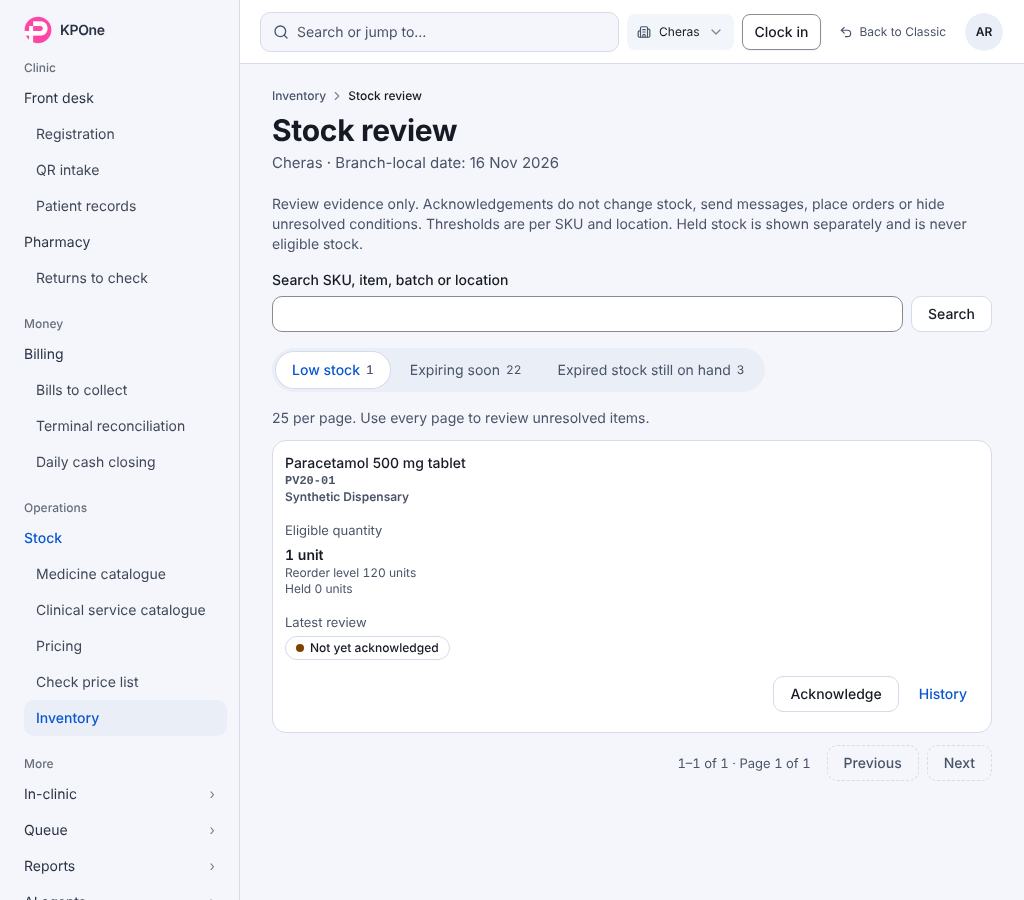 KPOne
Clinic
Front desk
Registration
QR intake
Patient records
Pharmacy
Returns to check
Money
Billing
Bills to collect
Terminal reconciliation
Daily cash closing
Operations
Stock
Medicine catalogue
Clinical service catalogue
Pricing
Check price list
Inventory
More
In-clinic
Queue
Reports
Search or jump to...
Cheras
Clock in
Back to Classic
AR
Inventory > Stock review
Stock review
Cheras · Branch-local date: 16 Nov 2026
Review evidence only. Acknowledgements do not change stock, send messages, place orders or hide
unresolved conditions. Thresholds are per SKU and location. Held stock is shown separately and is never
eligible stock.
Search SKU, item, batch or location
Search
Low stock 1
Expiring soon 22
Expired stock still on hand 3
25 per page. Use every page to review unresolved items.
Paracetamol 500 mg tablet
PV20-01
Synthetic Dispensary
Eligible quantity
1 unit
Reorder level 120 units
Held 0 units
Latest review
Not yet acknowledged
Acknowledge
History
1–1 of 1 · Page 1 of 1
Previous
Next